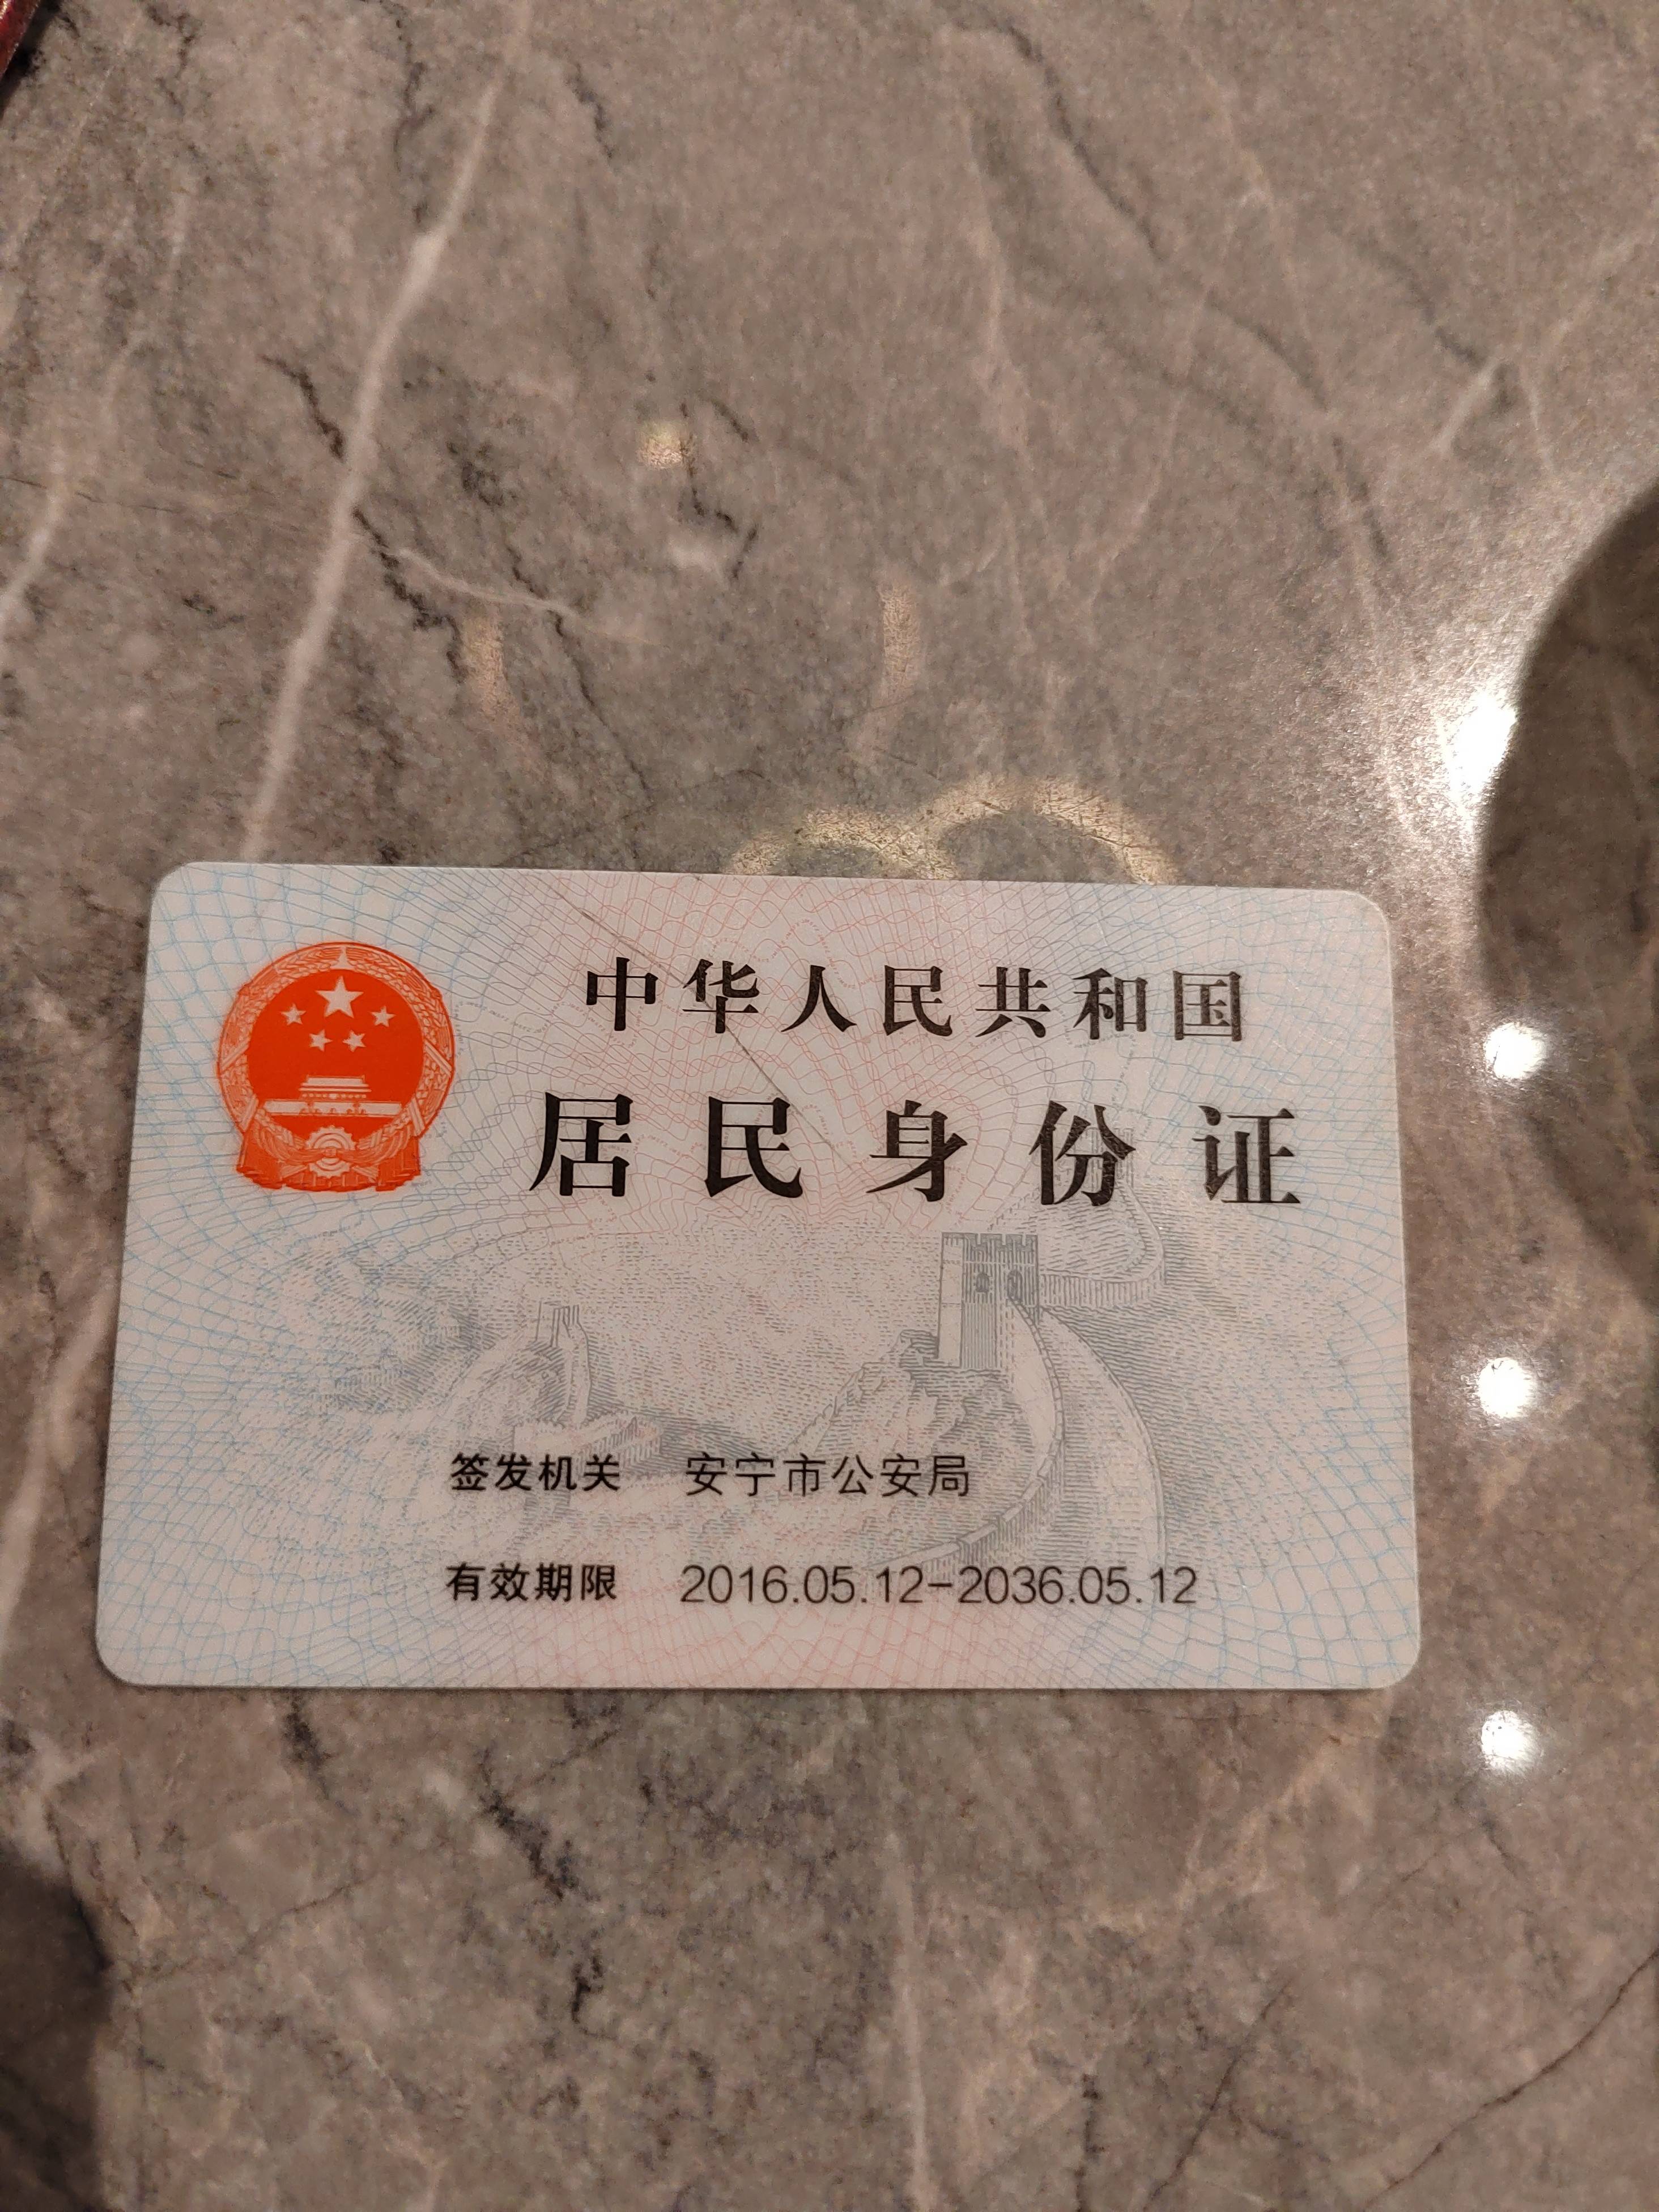 中华人民共和国
居民身份证
签发机关 安宁市公安局
有效期限 2016.05.12-2036.05.12